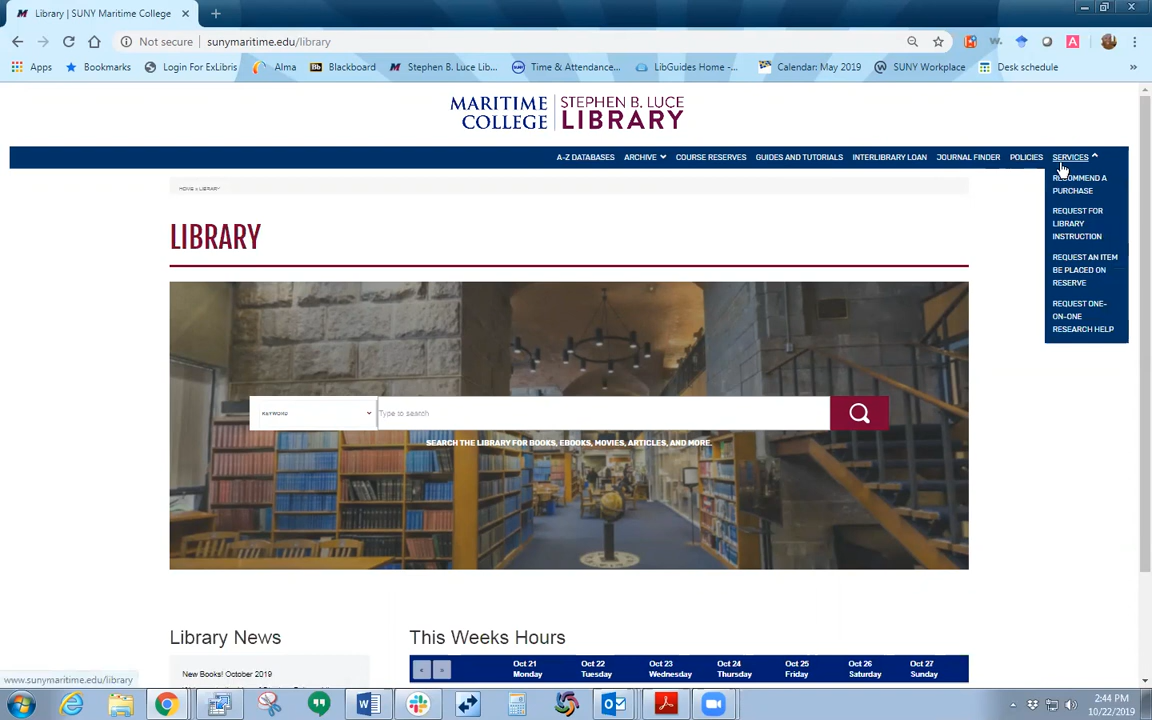 Library | SUNY Maritime College
Not secure | sunymaritime.edu/library
Apps Bookmarks Login For ExLibris Alma Blackboard Stephen B. Luce Lib... Time & Attendance... LibGuides Home -... Calendar: May 2019 SUNY Workplace Desk schedule »
MARITIME COLLEGE STEPHEN B. LUCE LIBRARY
A-Z DATABASES ARCHIVE COURSE RESERVES GUIDES AND TUTORIALS INTERLIBRARY LOAN JOURNAL FINDER POLICIES SERVICES
RECOMMEND A
PURCHASE
REQUEST FOR
LIBRARY
INSTRUCTION
REQUEST AN ITEM
BE PLACED ON
RESERVE
REQUEST ONE-
ON-ONE
RESEARCH HELP
HOME » LIBRARY
LIBRARY
KEYWORD Type to search
SEARCH THE LIBRARY FOR BOOKS, EBOOKS, MOVIES, ARTICLES, AND MORE.
Library News
New Books! October 2019
This Weeks Hours
« » Oct 21 Oct 22 Oct 23 Oct 24 Oct 25 Oct 26 Oct 27
Monday Tuesday Wednesday Thursday Friday Saturday Sunday
www.sunymaritime.edu/library
2:44 PM
10/22/2019